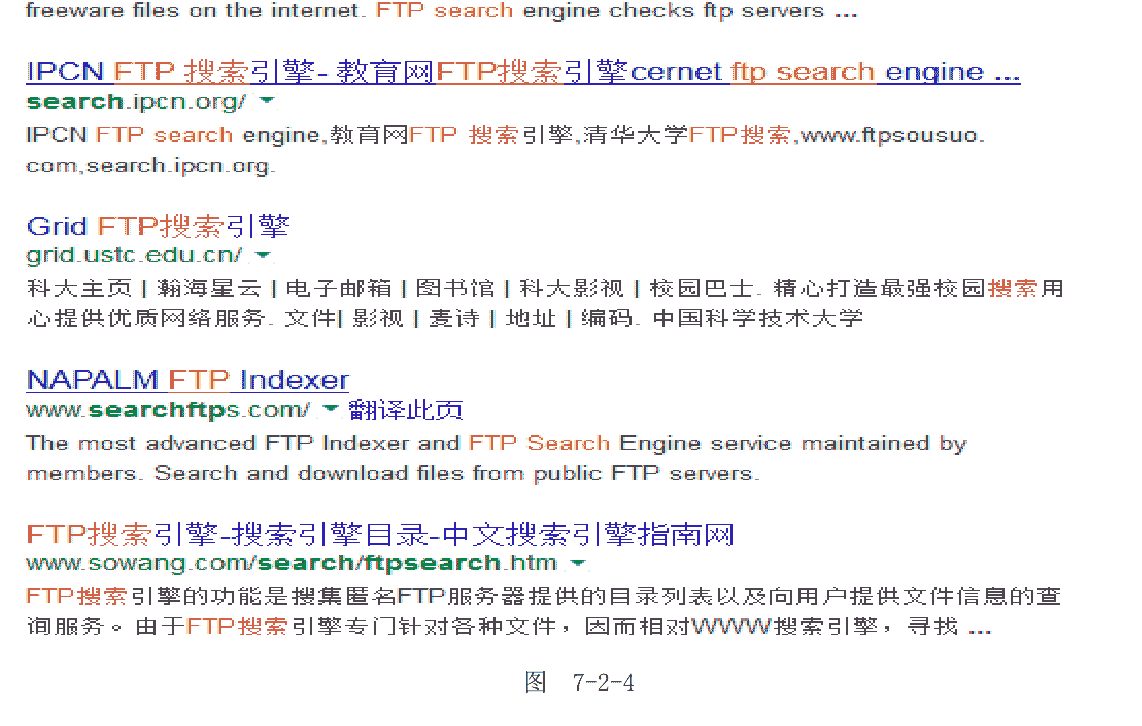 freeware files on the internet. FTP search engine checks ftp servers ...
IPCN FTP 搜索引擎- 教育网FTP搜索引擎cernet ftp search engine ...
search.ipcn.org/
IPCN FTP search engine,教育网FTP 搜索引擎,清华大学FTP搜索,www.ftpsousuo.
com,search.ipcn.org.
Grid FTP搜索引擎
grid.ustc.edu.cn/
科大主页 | 瀚海星云 | 电子邮箱 | 图书馆 | 科大影视 | 校园巴士. 精心打造最强校园搜索用
心提供优质网络服务. 文件| 影视 | 麦诗 | 地址 | 编码. 中国科学技术大学
NAPALM FTP Indexer
www.searchftps.com/ 翻译此页
The most advanced FTP Indexer and FTP Search Engine service maintained by
members. Search and download files from public FTP servers.
FTP搜索引擎-搜索引擎目录-中文搜索引擎指南网
www.sowang.com/search/ftpsearch.htm
FTP搜索引擎的功能是搜集匿名FTP服务器提供的目录列表以及向用户提供文件信息的查
询服务。由于FTP搜索引擎专门针对各种文件，因而相对WWW搜索引擎，寻找 ...
图 7-2-4